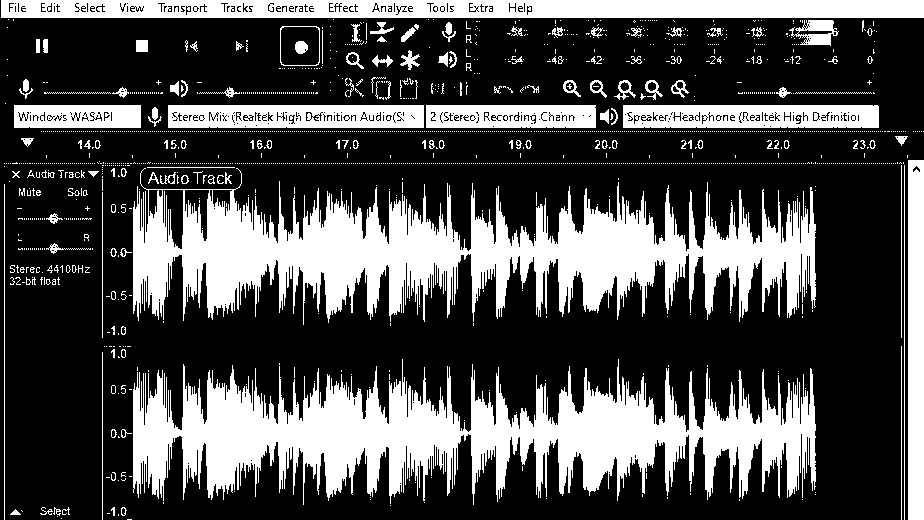 File Edit Select View Transport Tracks Generate Effect Analyze Tools Extra Help
L
R
-54 -48 -42 -36 -30 -24 -18 -12 -6 0
L
R
-54 -48 -42 -36 -30 -24 -18 -12 -6 0
- + - + - +
Windows WASAPI Stereo Mix (Realtek High Definition Audio(S! 2 (Stereo) Recording Chann Speaker/Headphone (Realtek High Definitio
14.0 15.0 16.0 17.0 18.0 19.0 20.0 21.0 22.0 23.0
Audio Track
Mute Solo
- +
L R
Stereo, 44100Hz
32-bit float
Select
Audio Track
1.0
0.5
0.0
-0.5
-1.0
1.0
0.5
0.0
-0.5
-1.0